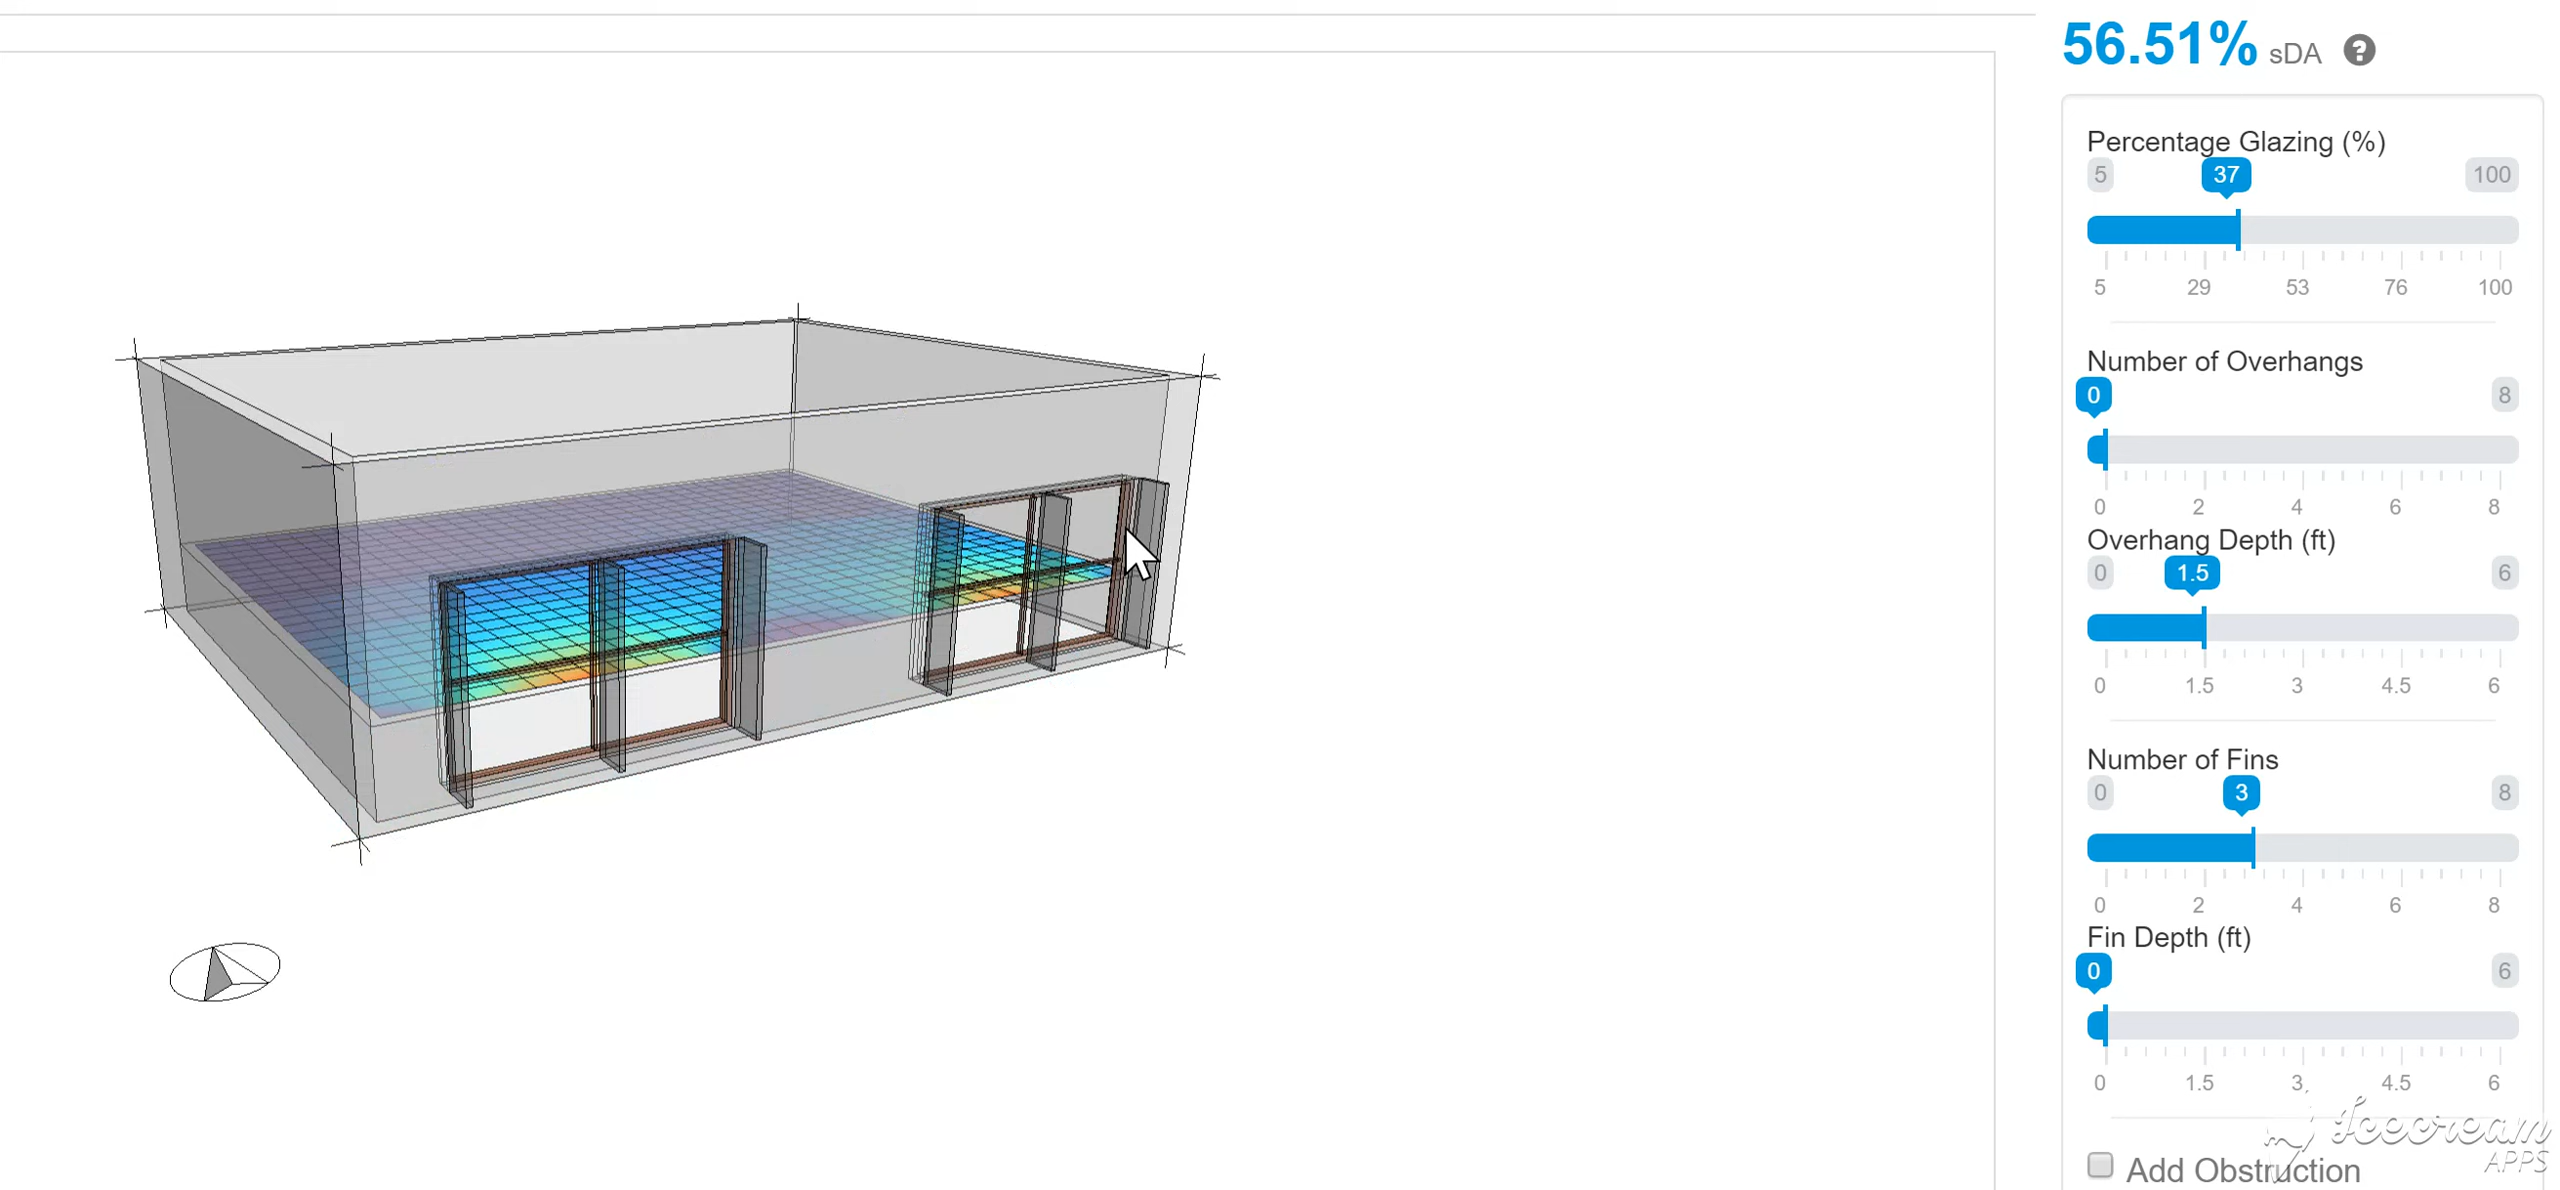 56.51% sDA ?
Percentage Glazing (%)
5 37 100
5 29 53 76 100
Number of Overhangs
0 8
0 2 4 6 8
Overhang Depth (ft)
0 1.5 6
0 1.5 3 4.5 6
Number of Fins
0 3 8
0 2 4 6 8
Fin Depth (ft)
0 6
0 1.5 3 4.5 6
Add Obstruction
Icecream
APPS